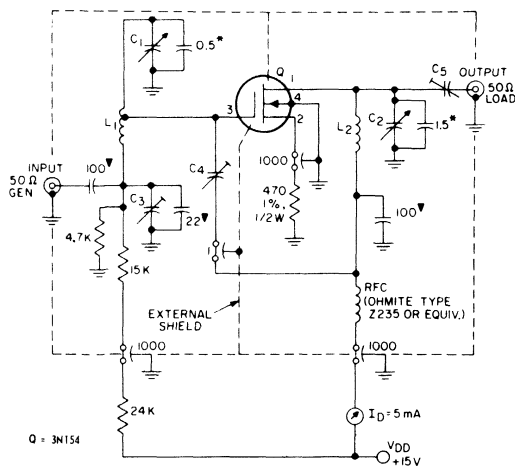 C1
0.5*
Q
1
4
3
2
C5
OUTPUT
50Ω
LOAD
L1
L2
C2
1.5*
INPUT
50Ω
GEN
100▼
C4
1000
C3
22▼
470
1%,
1/2W
100▼
4.7K
15K
1
RFC
(OHMITE TYPE
Z235 OR EQUIV.)
EXTERNAL
SHIELD
1000
1000
24K
ID=5mA
Q = 3N154
VDD
+15V